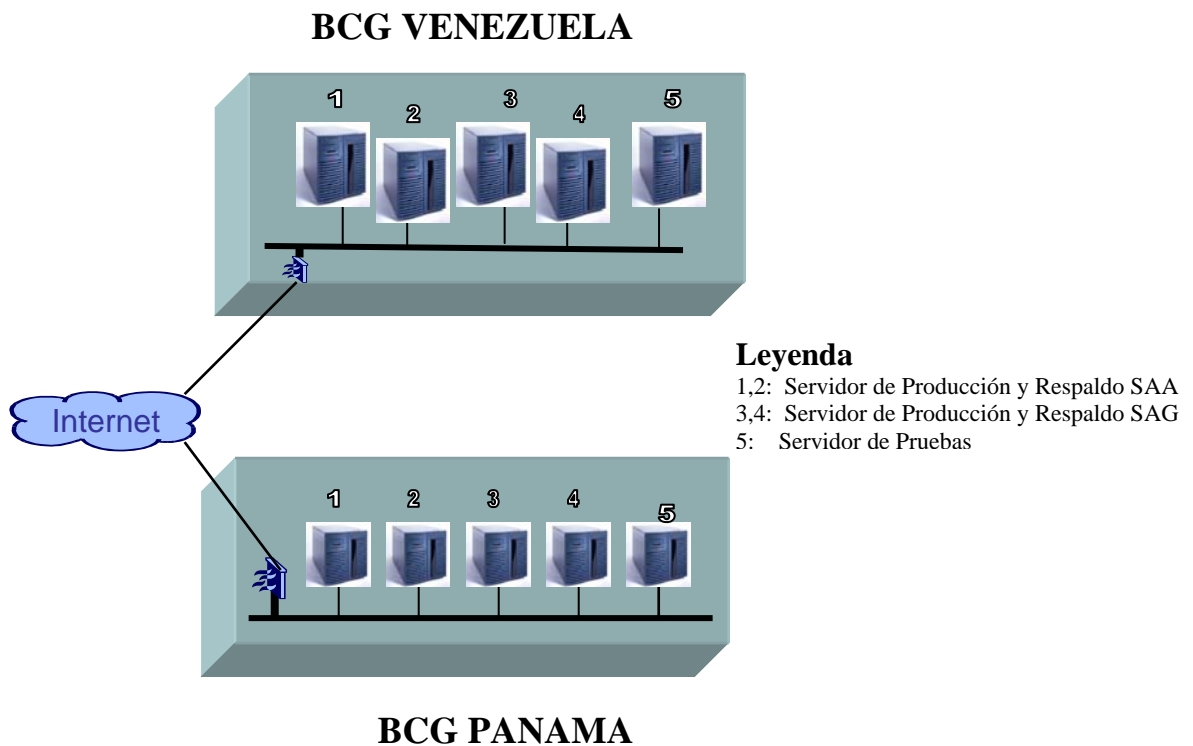 BCG VENEZUELA
1 2 3 4 5
Internet
Leyenda
1,2: Servidor de Producción y Respaldo SAA
3,4: Servidor de Producción y Respaldo SAG
5: Servidor de Pruebas
1 2 3 4 5
BCG PANAMA